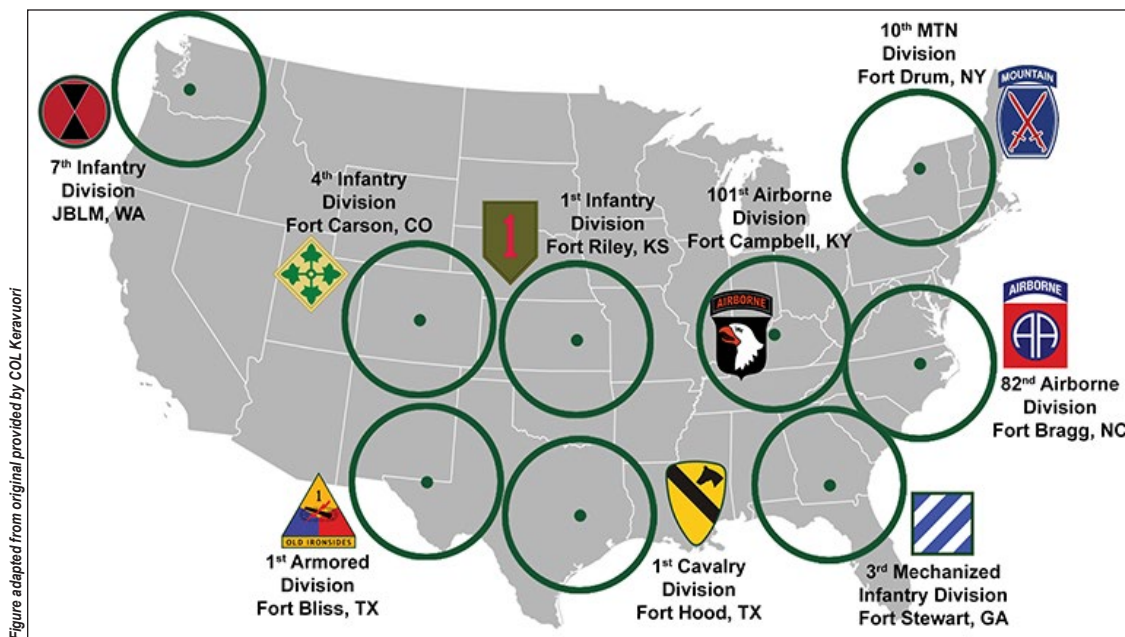 10th MTN
Division
Fort Drum, NY
MOUNTAIN
7th Infantry
Division
JBLM, WA
4th Infantry
Division
Fort Carson, CO
1
1st Infantry
Division
Fort Riley, KS
101st Airborne
Division
Fort Campbell, KY
AIRBORNE
AIRBORNE
AA
82nd Airborne
Division
Fort Bragg, NC
1
OLD IRONSIDES
1st Armored
Division
Fort Bliss, TX
1st Cavalry
Division
Fort Hood, TX
3rd Mechanized
Infantry Division
Fort Stewart, GA
Figure adapted from original provided by COL Keravuori